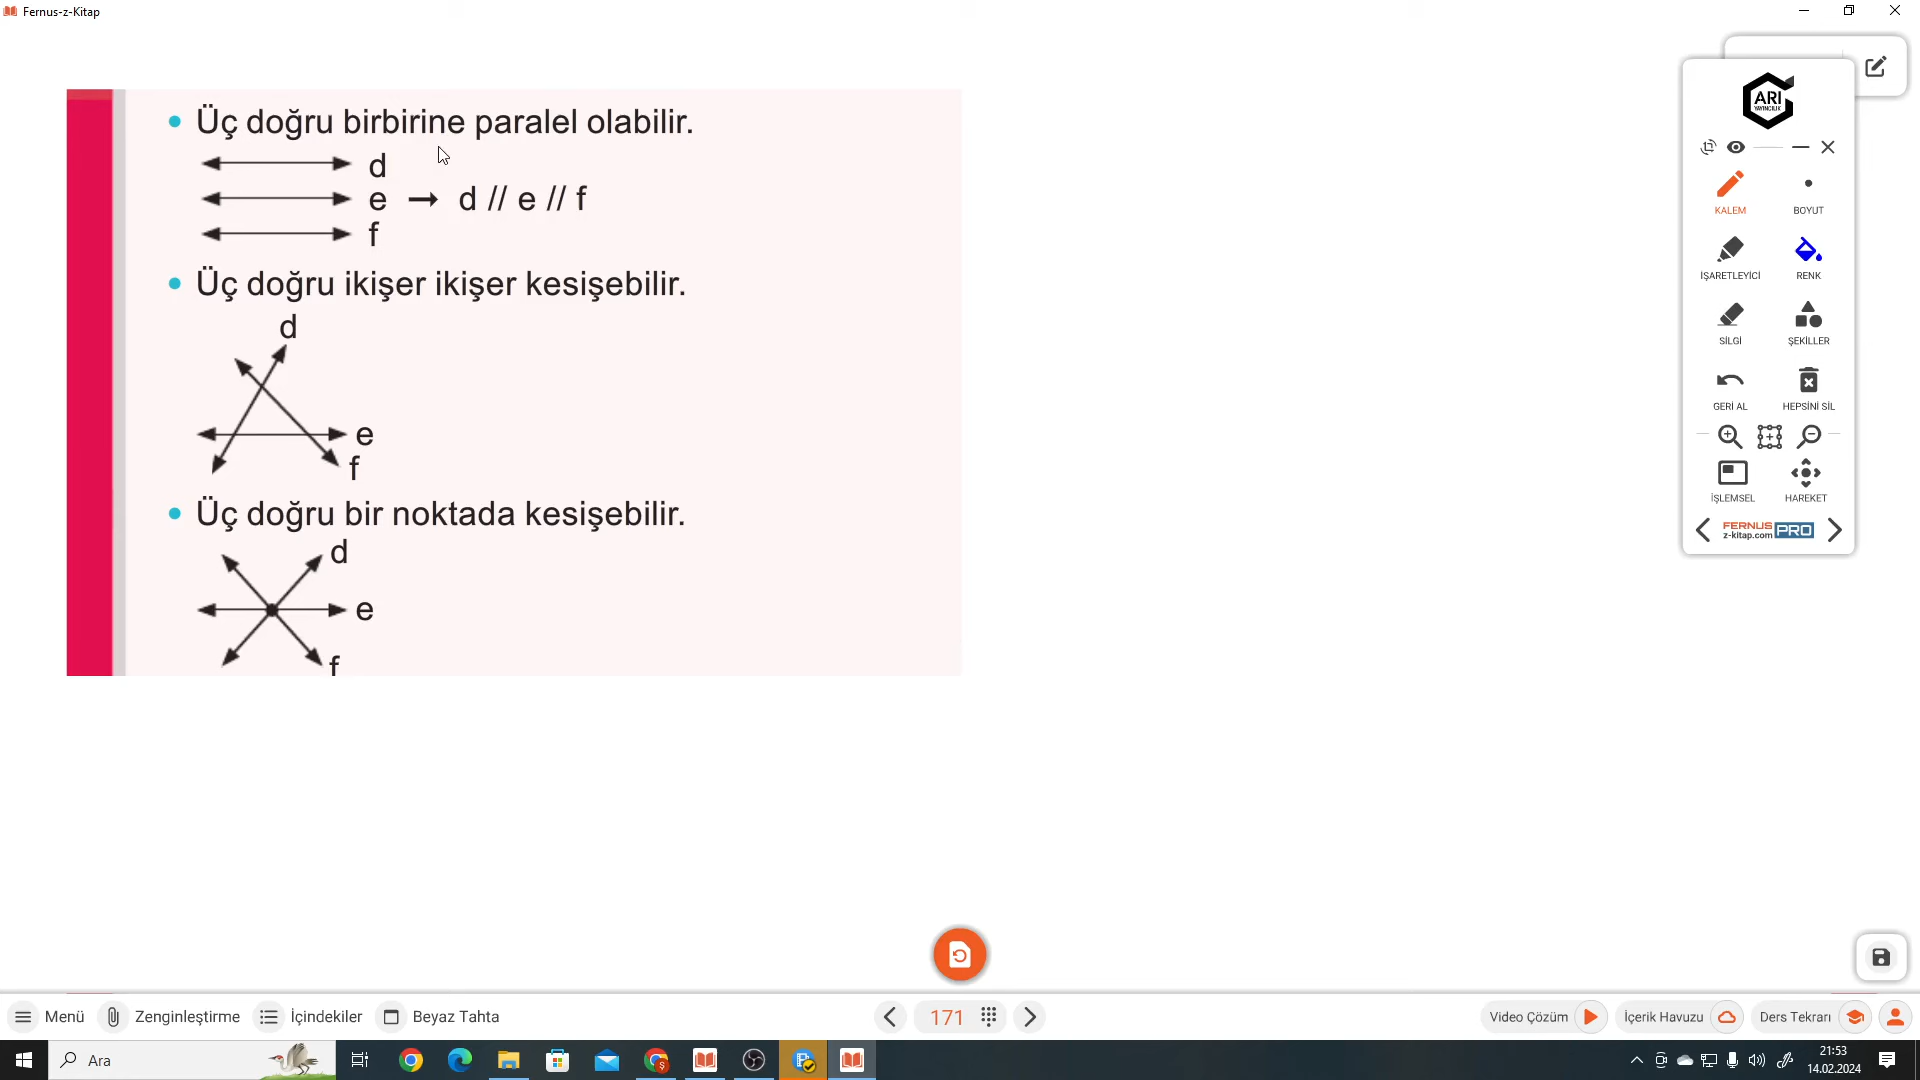 Fernus-z-Kitap
• Üç doğru birbirine paralel olabilir.
d
e → d // e // f
f
• Üç doğru ikişer ikişer kesişebilir.
d
e
f
• Üç doğru bir noktada kesişebilir.
d
e
f
ARI
YAYINCILIK
KALEM BOYUT
İŞARETLEYİCİ RENK
SİLGİ ŞEKİLLER
GERİ AL HEPSİNİ SİL
İŞLEMSEL HAREKET
FERNUS
z-kitap.com PRO
Menü Zenginleştirme İçindekiler Beyaz Tahta 171 Video Çözüm İçerik Havuzu Ders Tekrarı
Ara
21:53
14.02.2024